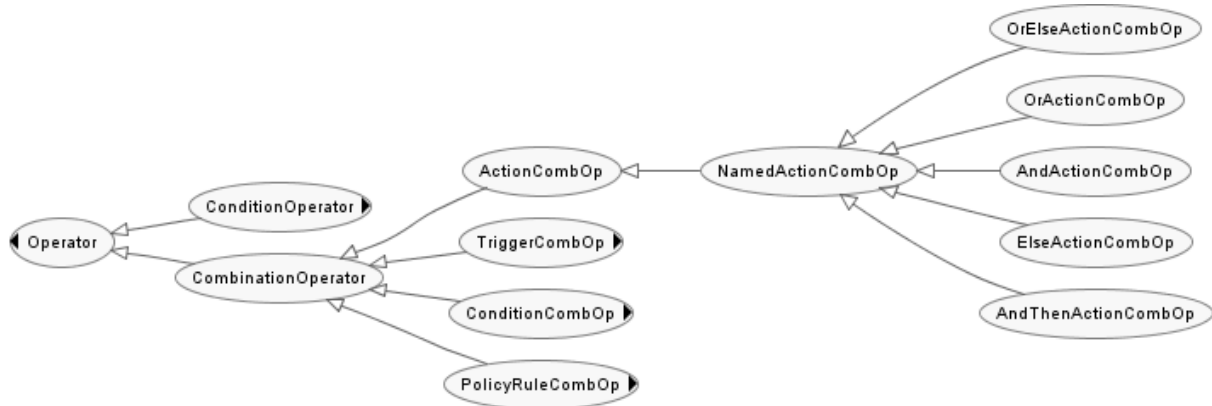 OrElseActionCombOp
OrActionCombOp
ActionCombOp
NamedActionCombOp
AndActionCombOp
ConditionOperator
Operator
TriggerCombOp
ElseActionCombOp
CombinationOperator
ConditionCombOp
AndThenActionCombOp
PolicyRuleCombOp